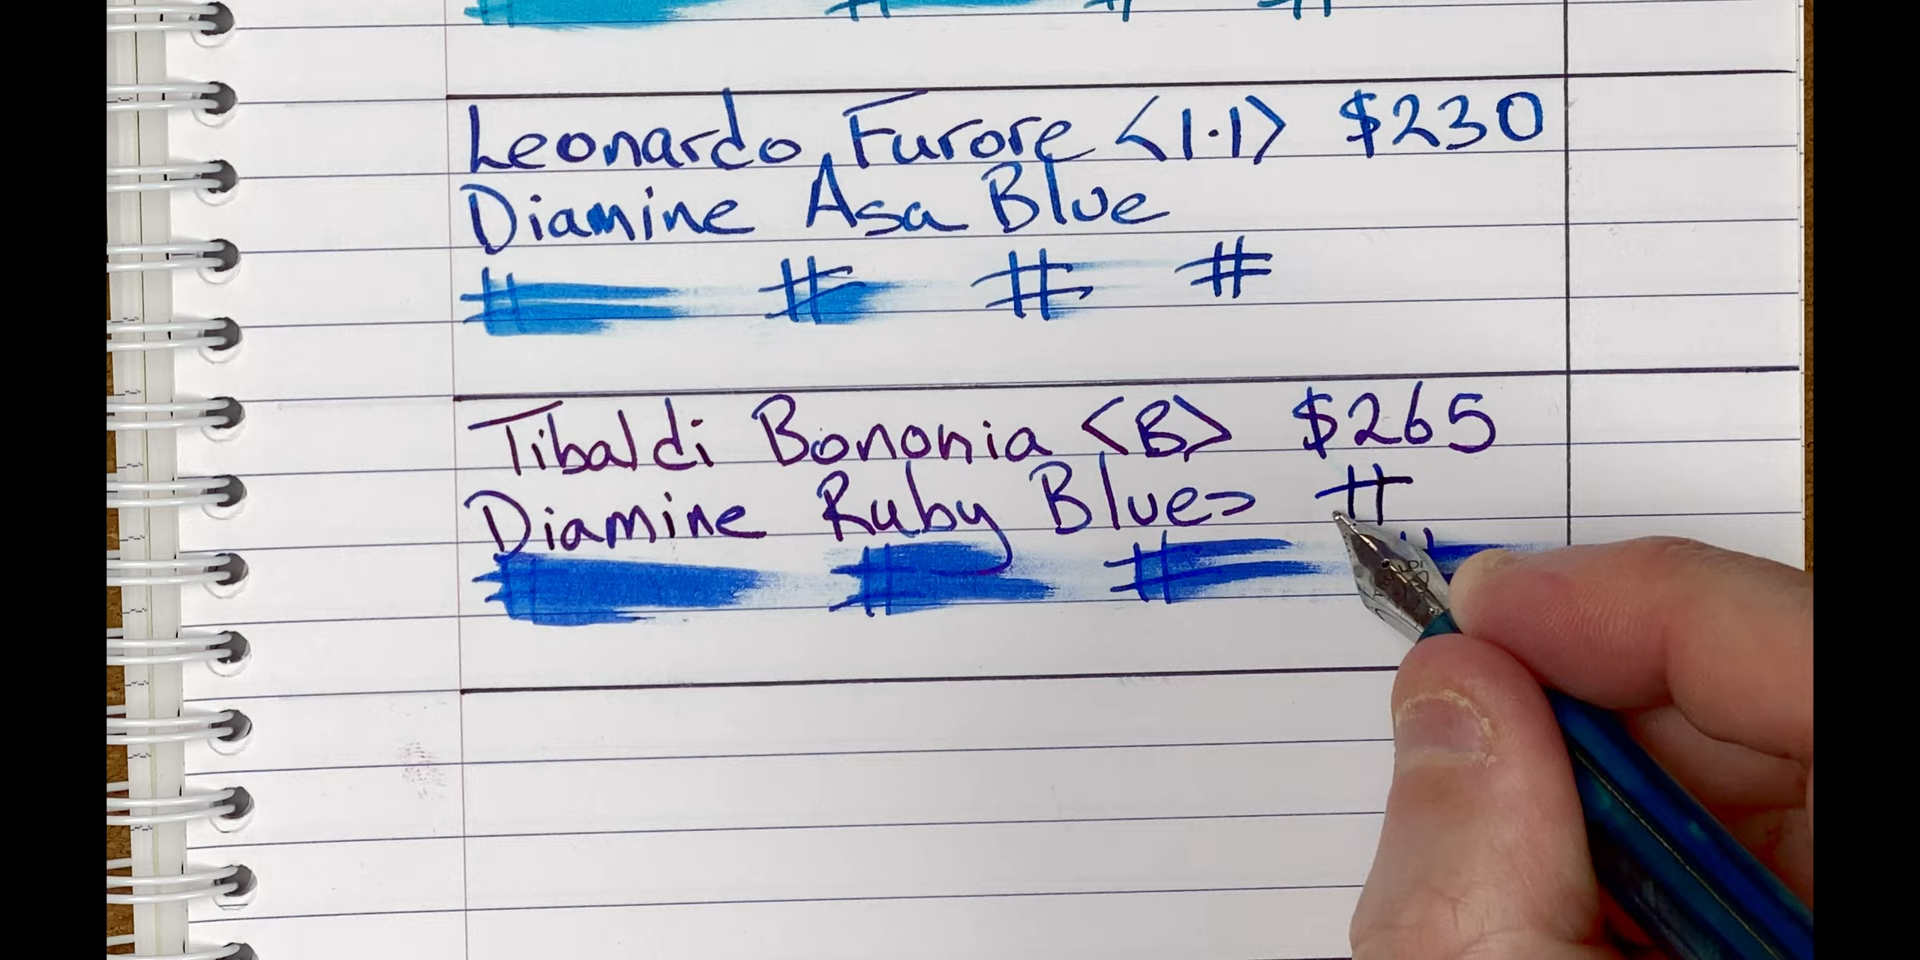 Leonardo Furore <1.1> $230
Diamine Asa Blue
# # # #
Tibaldi Bononia <B> $265
Diamine Ruby Blues #
# # #